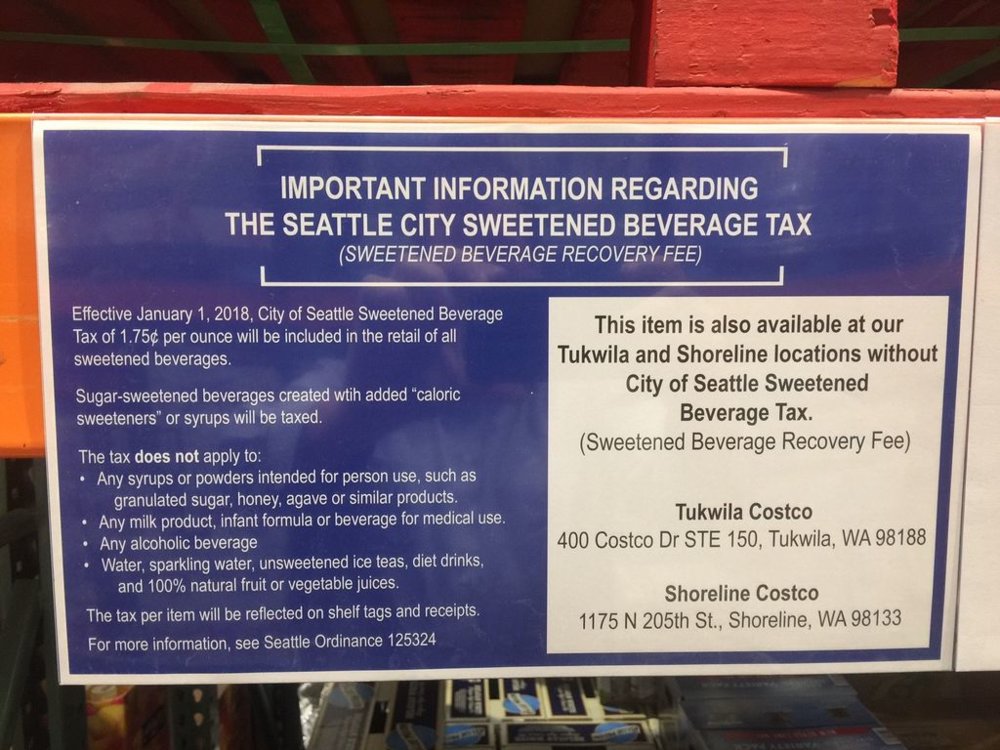 IMPORTANT INFORMATION REGARDING
THE SEATTLE CITY SWEETENED BEVERAGE TAX
(SWEETENED BEVERAGE RECOVERY FEE)
Effective January 1, 2018, City of Seattle Sweetened Beverage
Tax of 1.75¢ per ounce will be included in the retail of all
sweetened beverages.
Sugar-sweetened beverages created wtih added “caloric
sweeteners” or syrups will be taxed.
The tax does not apply to:
• Any syrups or powders intended for person use, such as
granulated sugar, honey, agave or similar products.
• Any milk product, infant formula or beverage for medical use.
• Any alcoholic beverage
• Water, sparkling water, unsweetened ice teas, diet drinks,
and 100% natural fruit or vegetable juices.
The tax per item will be reflected on shelf tags and receipts.
For more information, see Seattle Ordinance 125324
This item is also available at our
Tukwila and Shoreline locations without
City of Seattle Sweetened
Beverage Tax.
(Sweetened Beverage Recovery Fee)
Tukwila Costco
400 Costco Dr STE 150, Tukwila, WA 98188
Shoreline Costco
1175 N 205th St., Shoreline, WA 98133